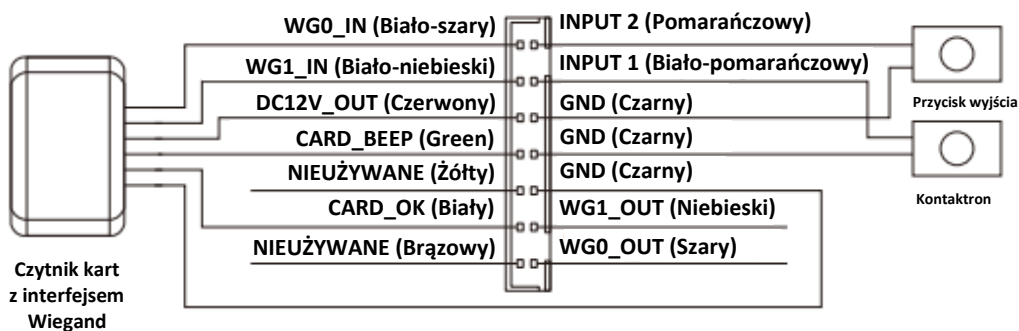 WG0_IN (Biało-szary)
INPUT 2 (Pomarańczowy)
WG1_IN (Biało-niebieski)
INPUT 1 (Biało-pomarańczowy)
DC12V_OUT (Czerwony)
GND (Czarny)
Przycisk wyjścia
CARD_BEEP (Green)
GND (Czarny)
NIEUŻYWANE (Żółty)
GND (Czarny)
Kontaktron
CARD_OK (Biały)
WG1_OUT (Niebieski)
NIEUŻYWANE (Brązowy)
WG0_OUT (Szary)
Czytnik kart
z interfejsem
Wiegand